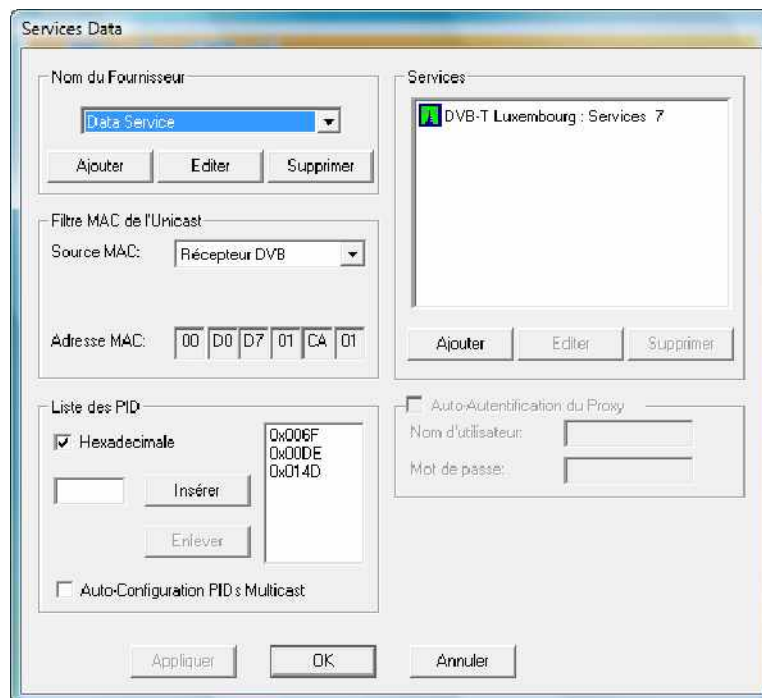 Services Data
Nom du Fournisseur
Data Service
Ajouter
Editer
Supprimer
Filtre MAC de l'Unicast
Source MAC:
Récepteur DVB
Adresse MAC:
00 D0 D7 01 CA 01
Liste des PID
Hexadecimale
Insérer
Enlever
0x006F
0x00DE
0x014D
Auto-Configuration PIDs Multicast
Services
DVB-T Luxembourg : Services 7
Ajouter
Editer
Supprimer
Auto-Autentification du Proxy
Nom d'utilisateur:
Mot de passe:
Appliquer
OK
Annuler